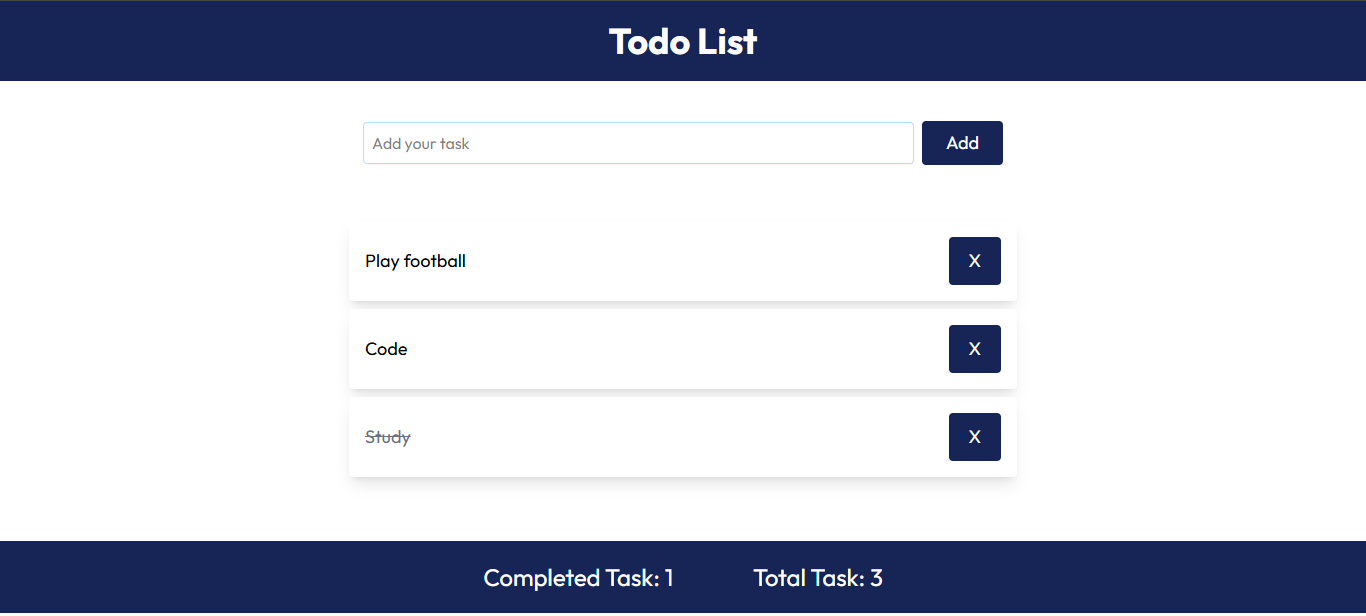 Todo List
Add your task
Add
Play football
X
Code
X
Study
X
Completed Task: 1
Total Task: 3